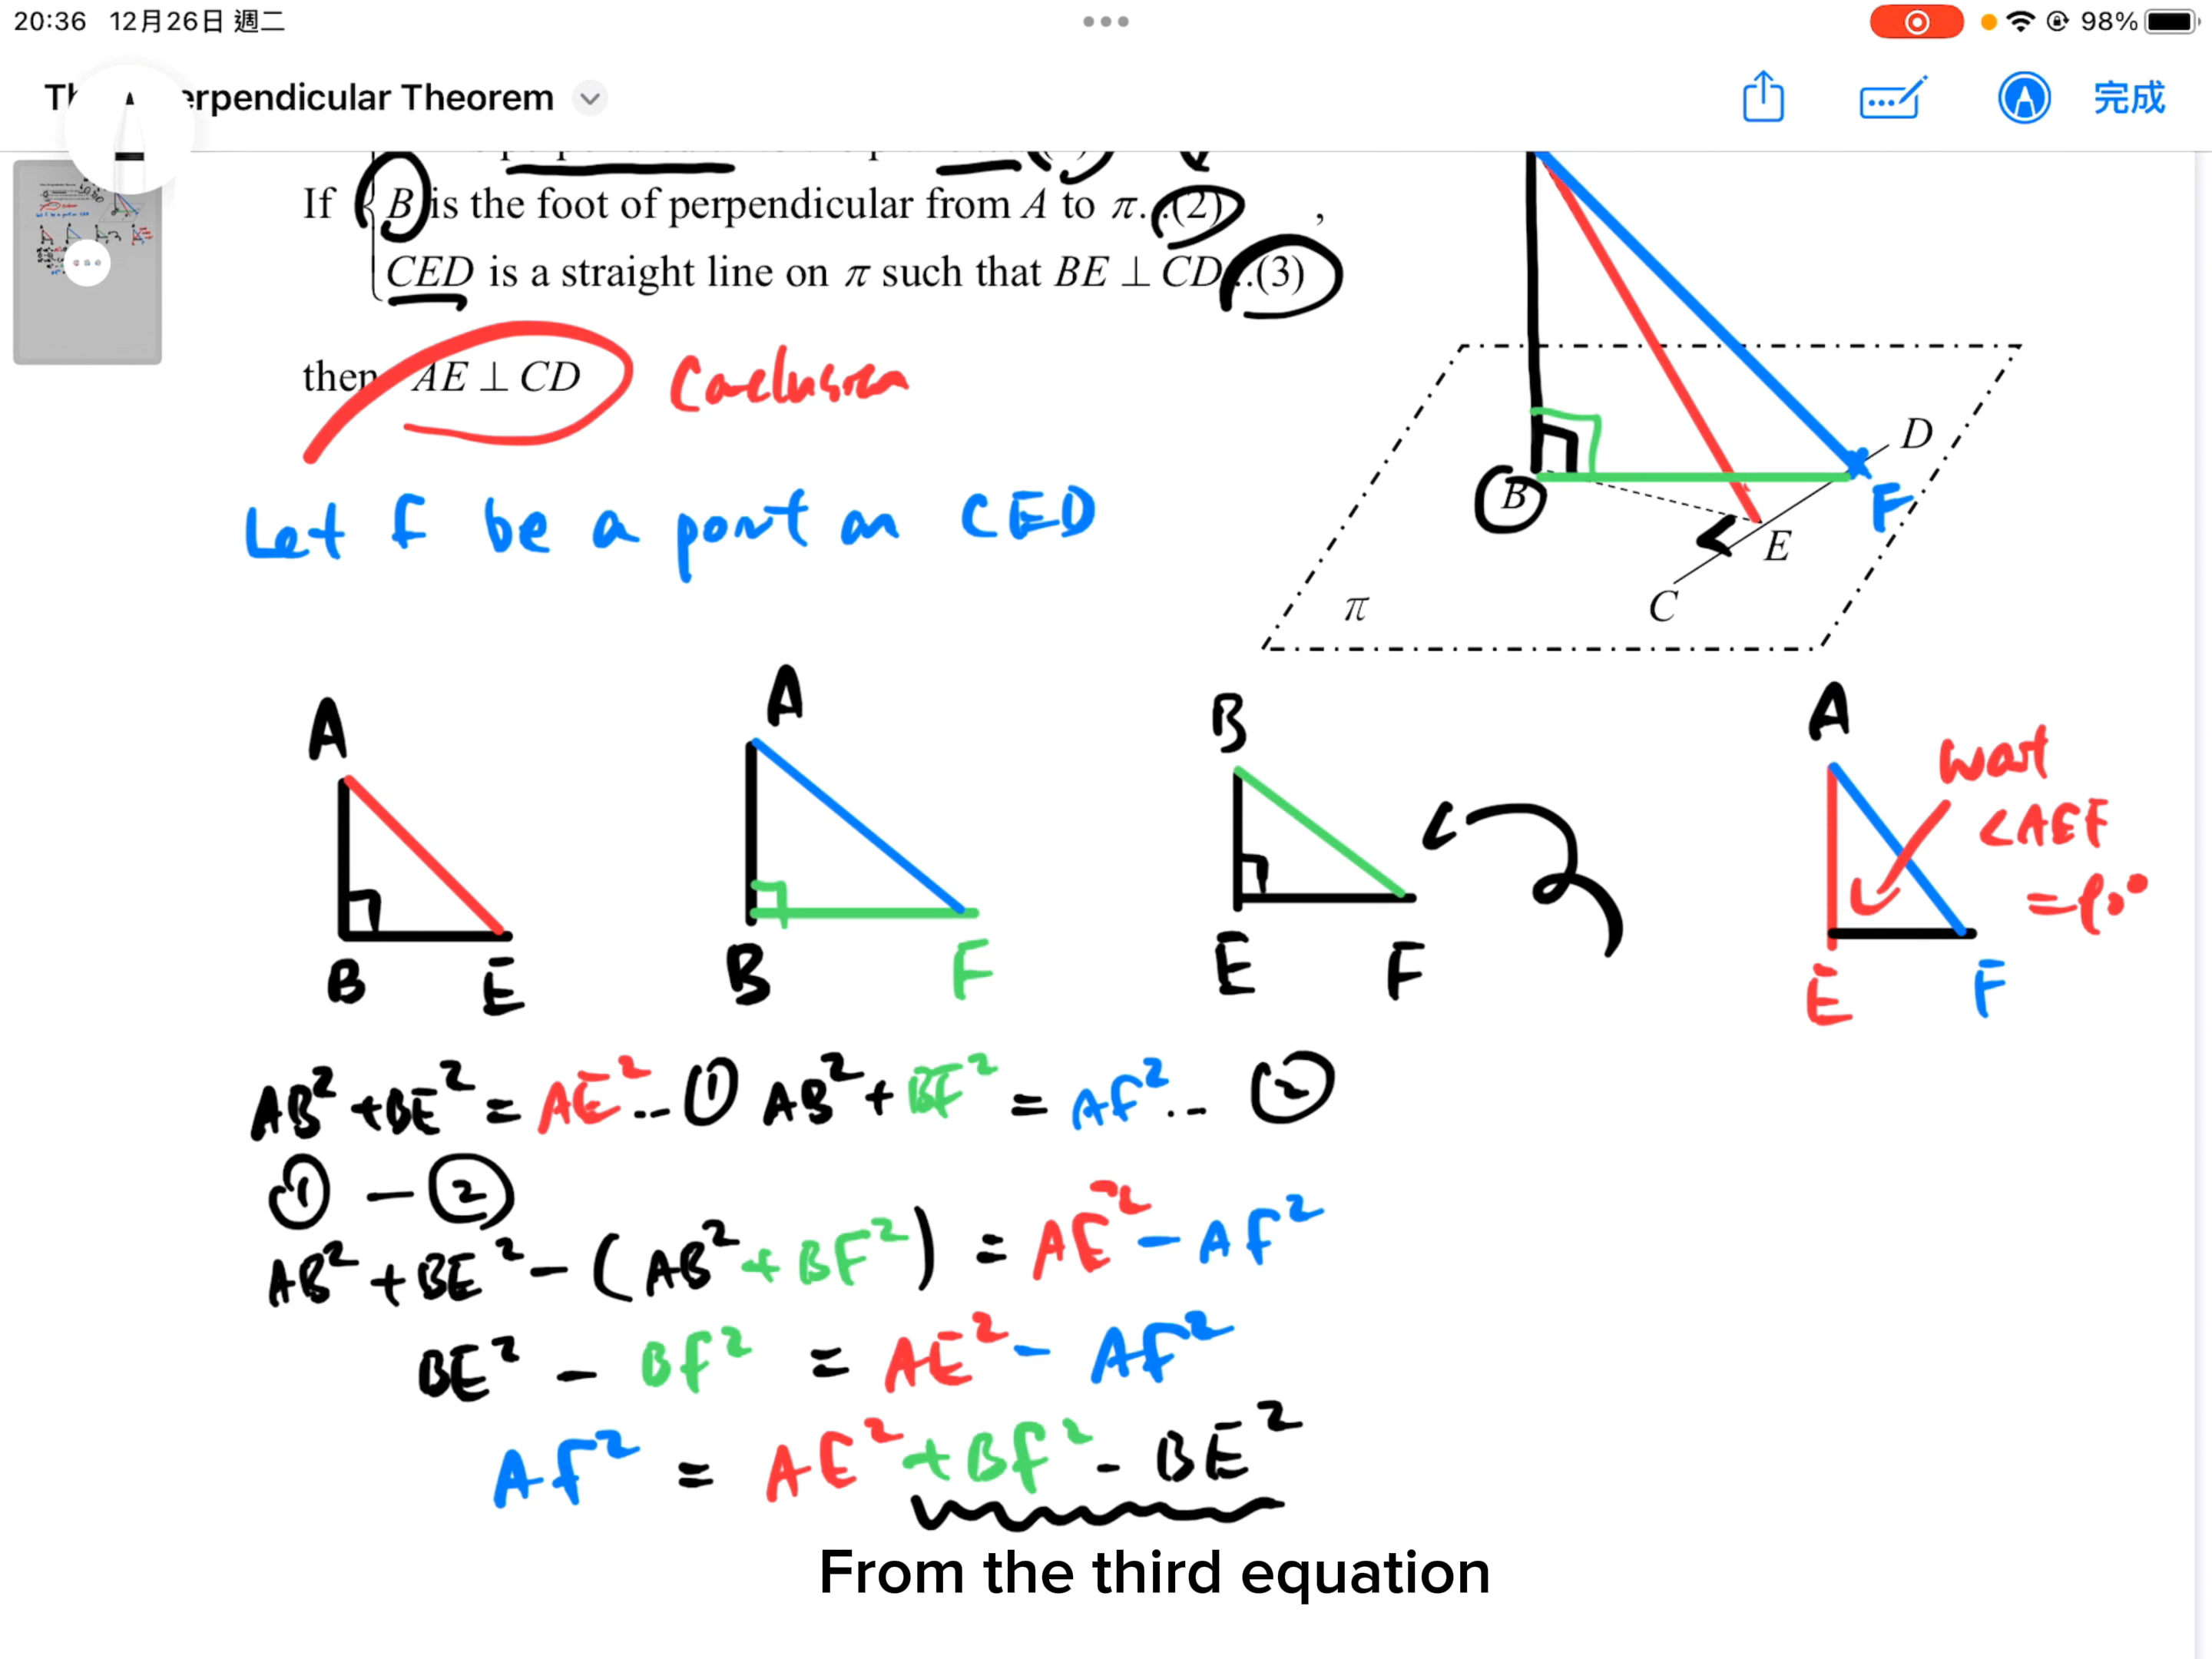 20:36 12月26日 週二
98%
erpendicular Theorem
完成
If B is the foot of perpendicular from A to π...(2) ,
CED is a straight line on π such that BE ⊥ CD...(3)
then AE ⊥ CD
Conclusion
Let F be a point on CED
B
D
F
E
C
π
A
B
E
A
B
F
B
E
F
A
E
F
want
<AEF
=90°
AB²+BE²=AE²--① AB²+BF²=AF²..- ②
① - ②
AB²+BE²-(AB²+BF²)=AE²-AF²
BE² - BF² = AE²- AF²
AF² = AE²+BF²-BE²
From the third equation